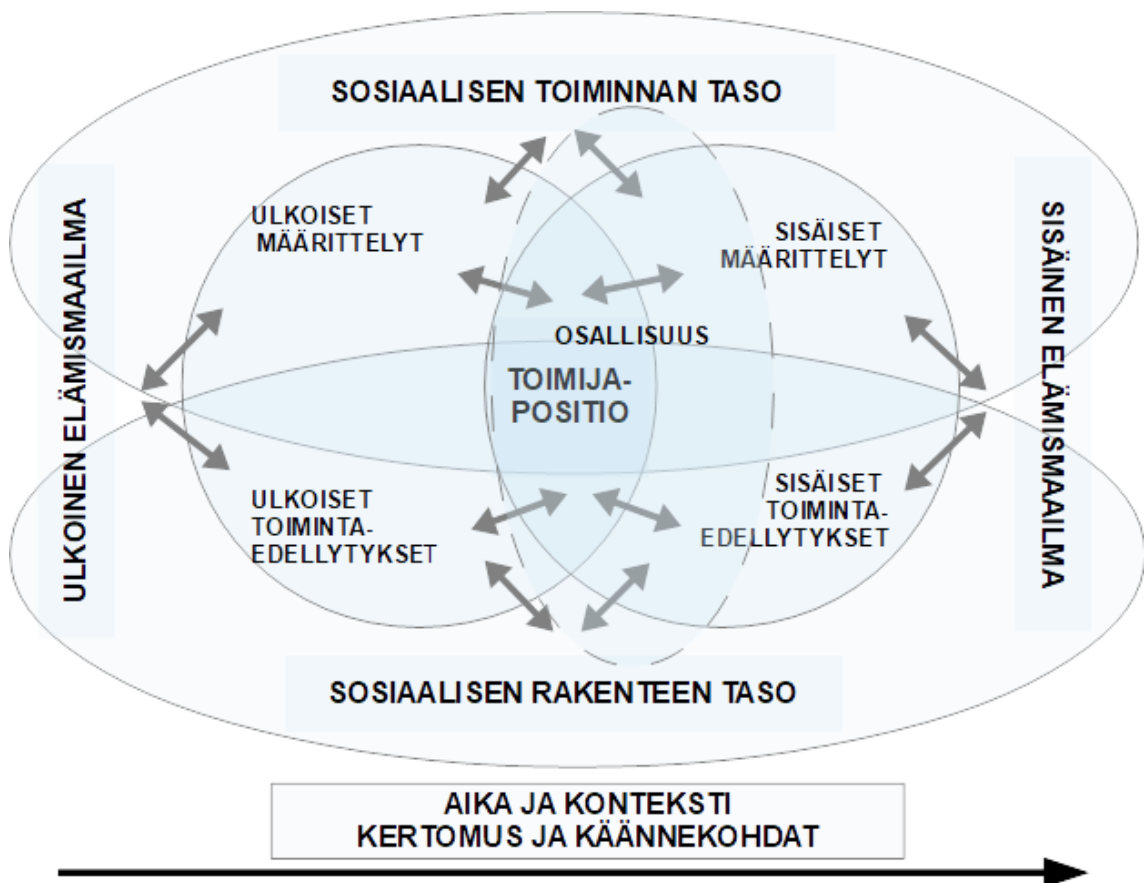 SOSIAALISEN TOIMINNAN TASO
ULKOINEN ELÄMISMAAILMA
ULKOISET
MÄÄRITTELYT
SISÄISET
MÄÄRITTELYT
SISÄINEN ELÄMISMAAILMA
OSALLISUUS
TOIMIJA-
POSITIO
ULKOISET
TOIMINTA-
EDELLYTYKSET
SISÄISET
TOIMINTA-
EDELLYTYKSET
SOSIAALISEN RAKENTEEN TASO
AIKA JA KONTEKSTI
KERTOMUS JA KÄÄNNEKOHDAT